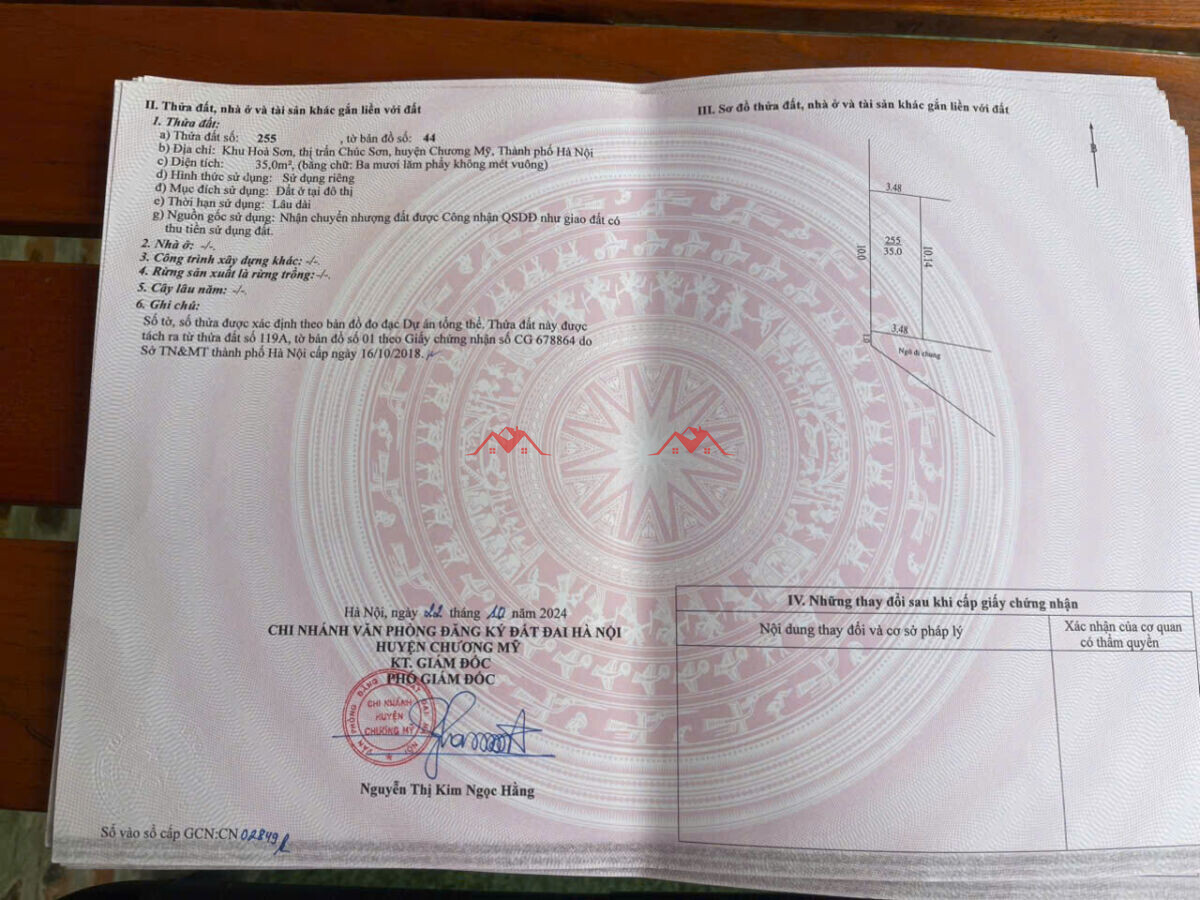 II. Thửa đất, nhà ở và tài sản khác gắn liền với đất
1. Thửa đất:
a) Thửa đất số: 255 , tờ bản đồ số: 44
b) Địa chỉ: Khu Hoà Sơn, thị trấn Chúc Sơn, huyện Chương Mỹ, Thành phố Hà Nội
c) Diện tích: 35,0m², (bằng chữ: Ba mươi lăm phẩy không mét vuông)
d) Hình thức sử dụng: Sử dụng riêng
đ) Mục đích sử dụng: Đất ở tại đô thị
e) Thời hạn sử dụng: Lâu dài
g) Nguồn gốc sử dụng: Nhận chuyển nhượng đất được Công nhận QSDĐ như giao đất có
thu tiền sử dụng đất.
2. Nhà ở: -/-.
3. Công trình xây dựng khác: -/-.
4. Rừng sản xuất là rừng trồng: -/-.
5. Cây lâu năm: -/-.
6. Ghi chú:
Số tờ, số thửa được xác định theo bản đồ đo đạc Dự án tổng thể. Thửa đất này được
tách ra từ thửa đất số 119A, tờ bản đồ số 01 theo Giấy chứng nhận số CG 678864 do
Sở TN&MT thành phố Hà Nội cấp ngày 16/10/2018.
Hà Nội, ngày 22 tháng 10 năm 2024
CHI NHÁNH VĂN PHÒNG ĐĂNG KÝ ĐẤT ĐAI HÀ NỘI
HUYỆN CHƯƠNG MỸ
KT. GIÁM ĐỐC
PHÓ GIÁM ĐỐC
VĂN PHÒNG ĐĂNG KÝ ĐẤT ĐAI HÀ NỘI
CHI NHÁNH
HUYỆN
CHƯƠNG MỸ
Nguyễn Thị Kim Ngọc Hằng
Số vào sổ cấp GCN:CN 02849
III. Sơ đồ thửa đất, nhà ở và tài sản khác gắn liền với đất
B
3.48
255
35.0
10.0
10.14
3.48
Ngõ đi chung
IV. Những thay đổi sau khi cấp giấy chứng nhận
Nội dung thay đổi và cơ sở pháp lý
Xác nhận của cơ quan
có thẩm quyền